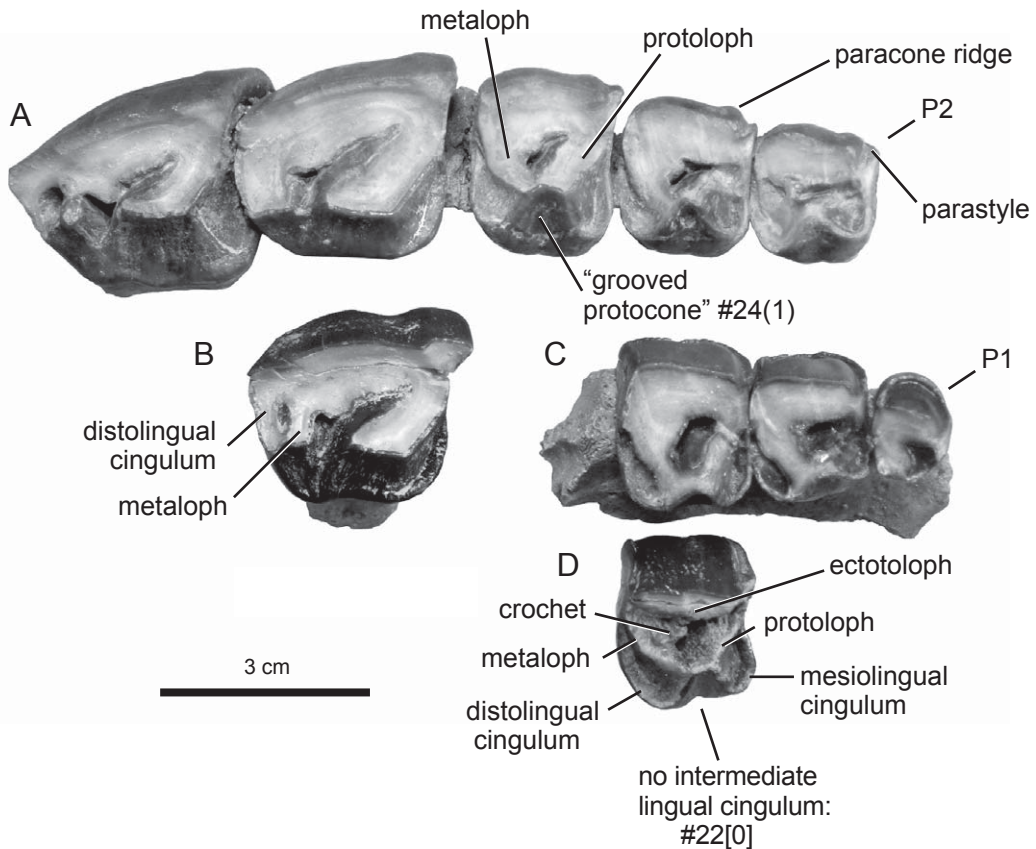 metaloph
protoloph
paracone ridge
A
P2
parastyle
“grooved
protocone” #24(1)
B
C
P1
distolingual
cingulum
metaloph
D
ectotoloph
crochet
protoloph
metaloph
mesiolingual
cingulum
distolingual
cingulum
3 cm
no intermediate
lingual cingulum:
#22[0]